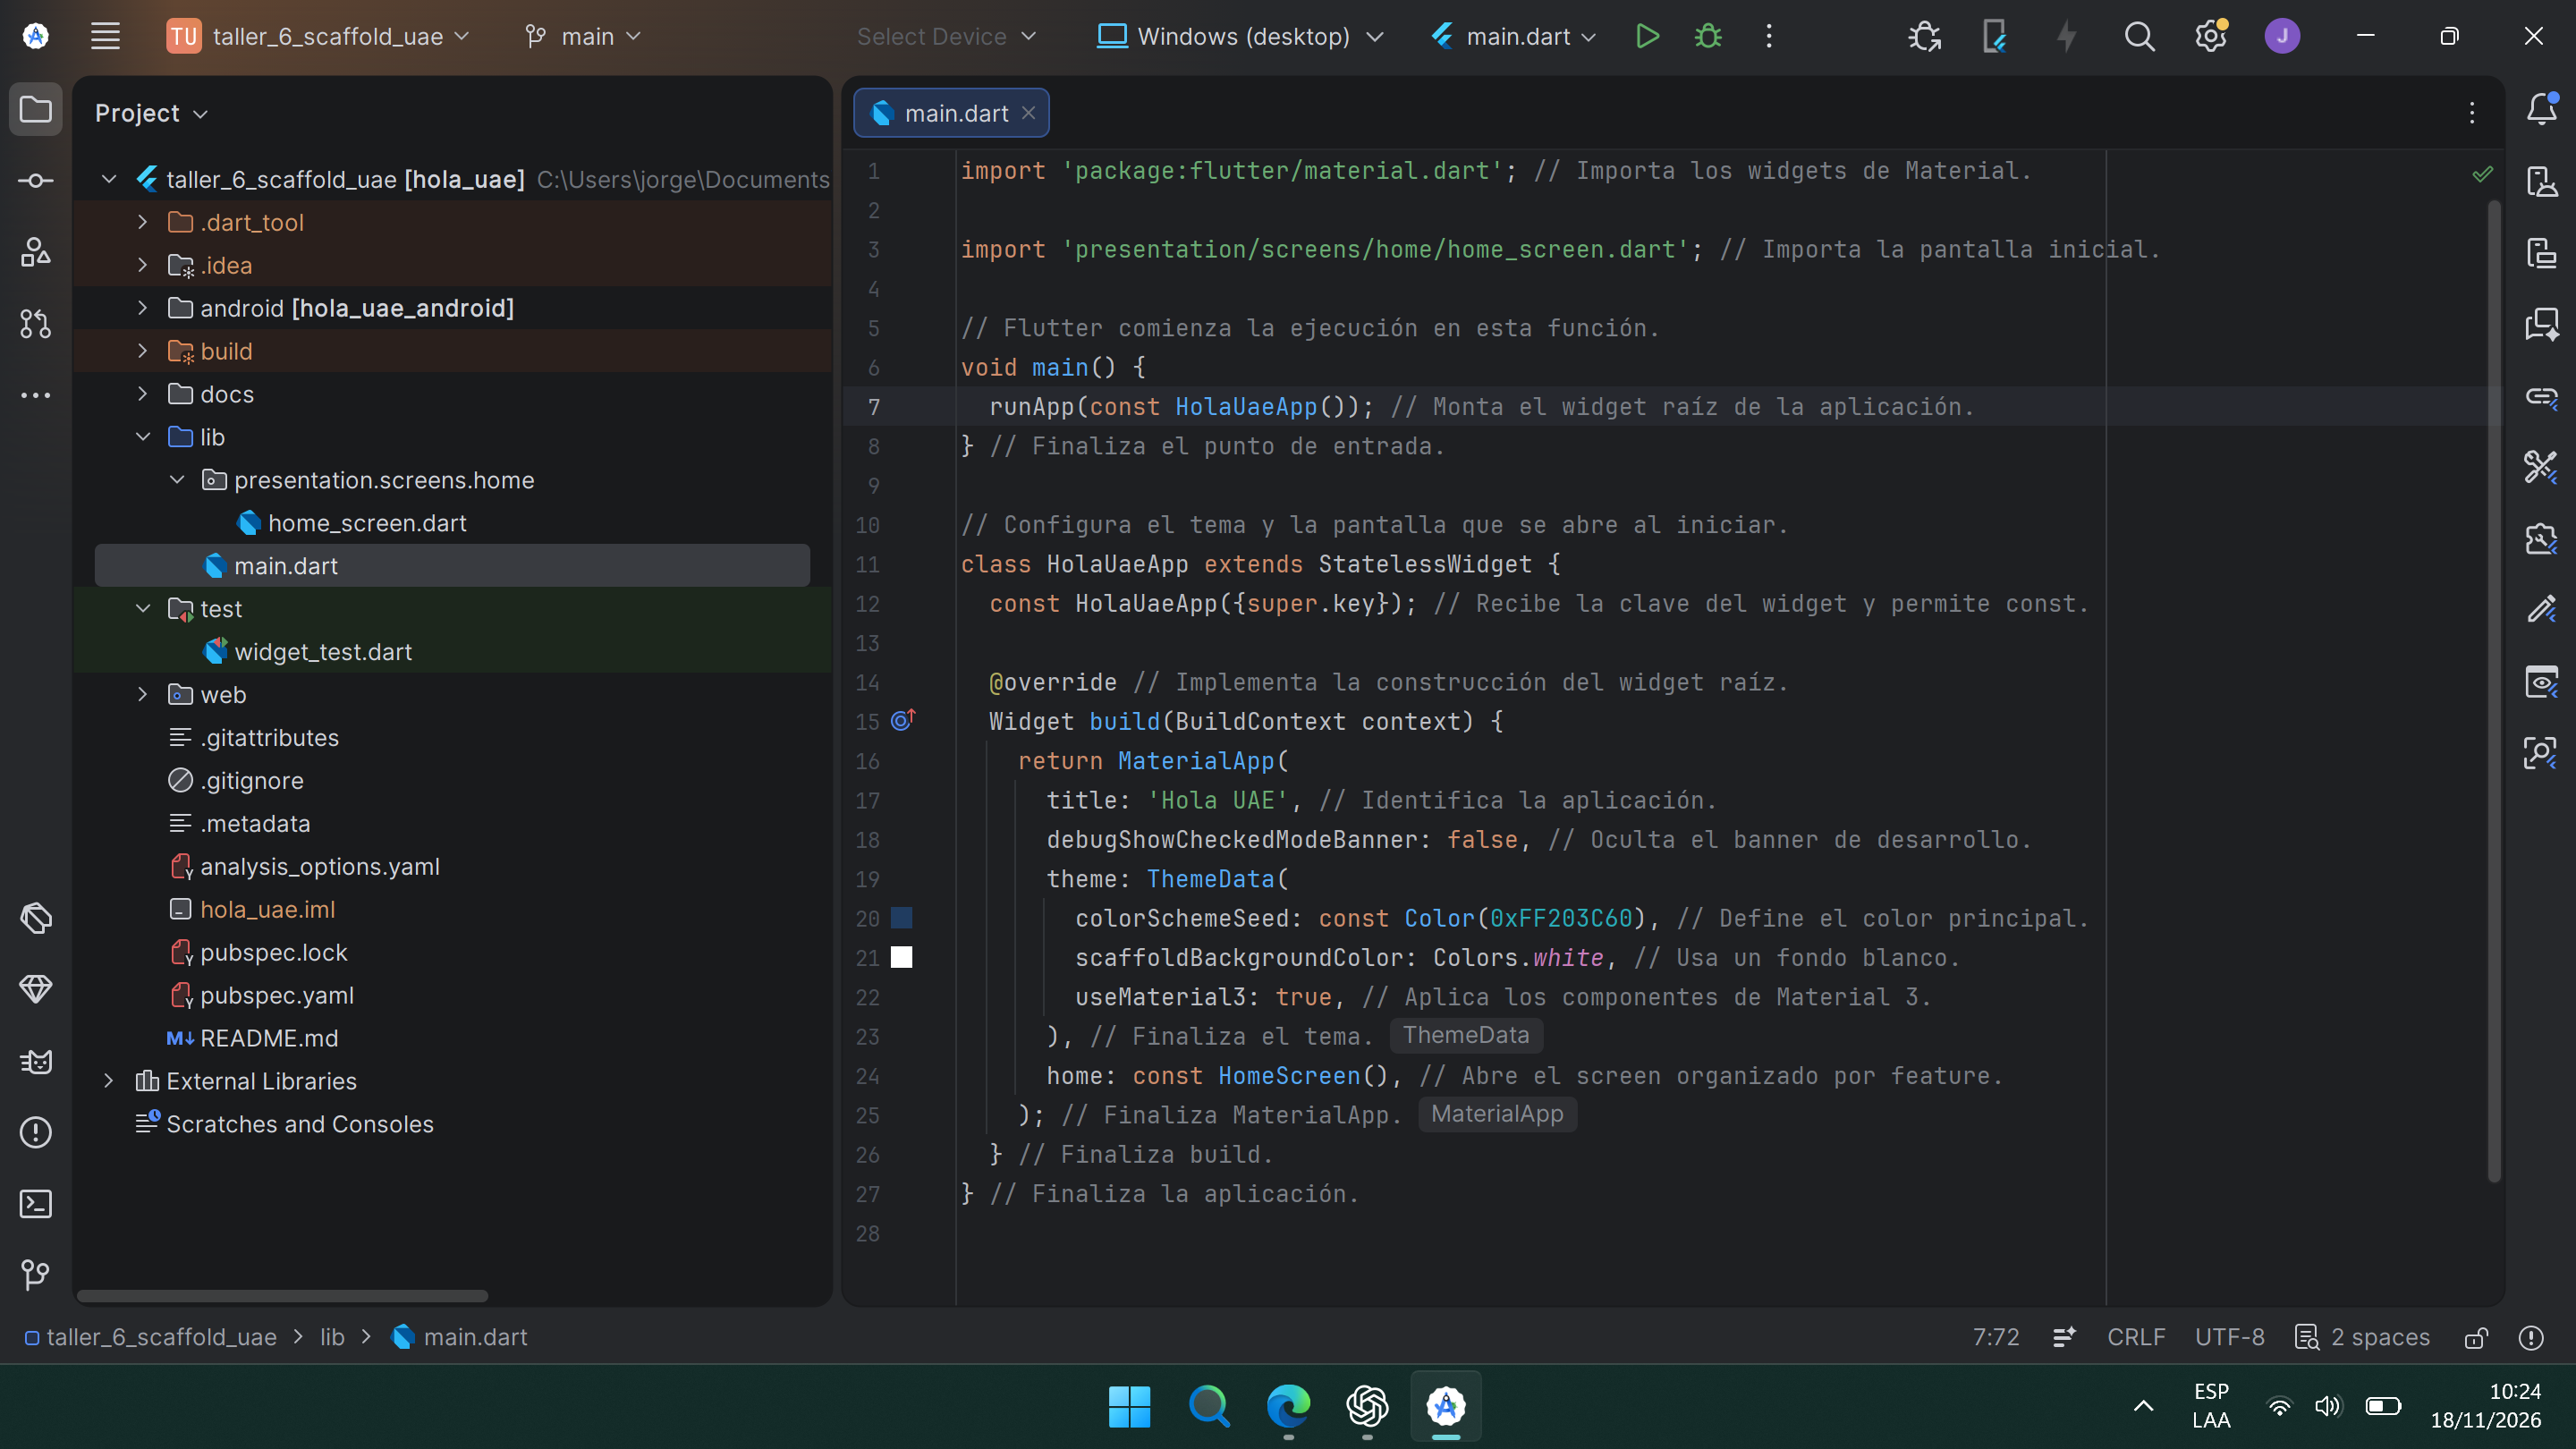 TU taller_6_scaffold_uae main Select Device Windows (desktop) main.dart J
Project
taller_6_scaffold_uae [hola_uae] C:\Users\jorge\Documents
.dart_tool
.idea
android [hola_uae_android]
build
docs
lib
presentation.screens.home
home_screen.dart
main.dart
test
widget_test.dart
web
.gitattributes
.gitignore
.metadata
analysis_options.yaml
hola_uae.iml
pubspec.lock
pubspec.yaml
README.md
External Libraries
Scratches and Consoles
main.dart
1 import 'package:flutter/material.dart'; // Importa los widgets de Material.
2
3 import 'presentation/screens/home/home_screen.dart'; // Importa la pantalla inicial.
4
5 // Flutter comienza la ejecución en esta función.
6 void main() {
7 runApp(const HolaUaeApp()); // Monta el widget raíz de la aplicación.
8 } // Finaliza el punto de entrada.
9
10 // Configura el tema y la pantalla que se abre al iniciar.
11 class HolaUaeApp extends StatelessWidget {
12 const HolaUaeApp({super.key}); // Recibe la clave del widget y permite const.
13
14 @override // Implementa la construcción del widget raíz.
15 Widget build(BuildContext context) {
16 return MaterialApp(
17 title: 'Hola UAE', // Identifica la aplicación.
18 debugShowCheckedModeBanner: false, // Oculta el banner de desarrollo.
19 theme: ThemeData(
20 colorSchemeSeed: const Color(0xFF203C60), // Define el color principal.
21 scaffoldBackgroundColor: Colors.white, // Usa un fondo blanco.
22 useMaterial3: true, // Aplica los componentes de Material 3.
23 ), // Finaliza el tema. ThemeData
24 home: const HomeScreen(), // Abre el screen organizado por feature.
25 ); // Finaliza MaterialApp. MaterialApp
26 } // Finaliza build.
27 } // Finaliza la aplicación.
28
taller_6_scaffold_uae > lib > main.dart 7:72 CRLF UTF-8 2 spaces
ESP
LAA
10:24
18/11/2026